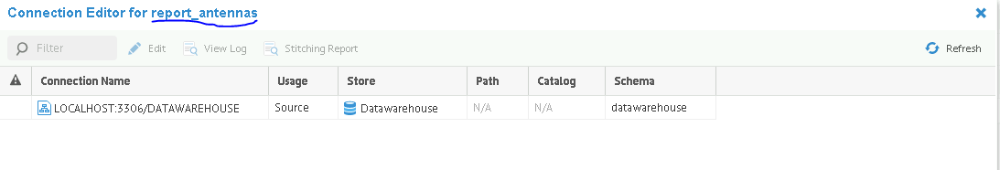 Connection Editor for report_antennas
Filter Edit View Log Stitching Report Refresh
Connection Name Usage Store Path Catalog Schema
LOCALHOST:3306/DATAWAREHOUSE Source Datawarehouse N/A N/A datawarehouse